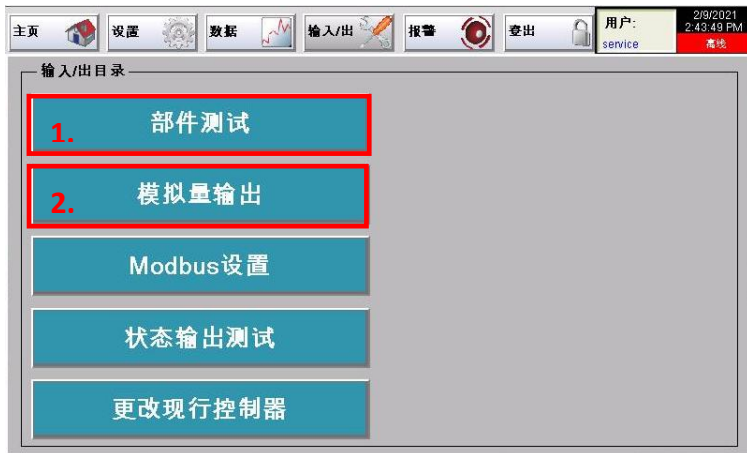 主页 设置 数据 输入/出 报警 登出 用户: 2/9/2021
service 2:43:49 PM
离线
输入/出目录
1. 部件测试
2. 模拟量输出
Modbus设置
状态输出测试
更改现行控制器